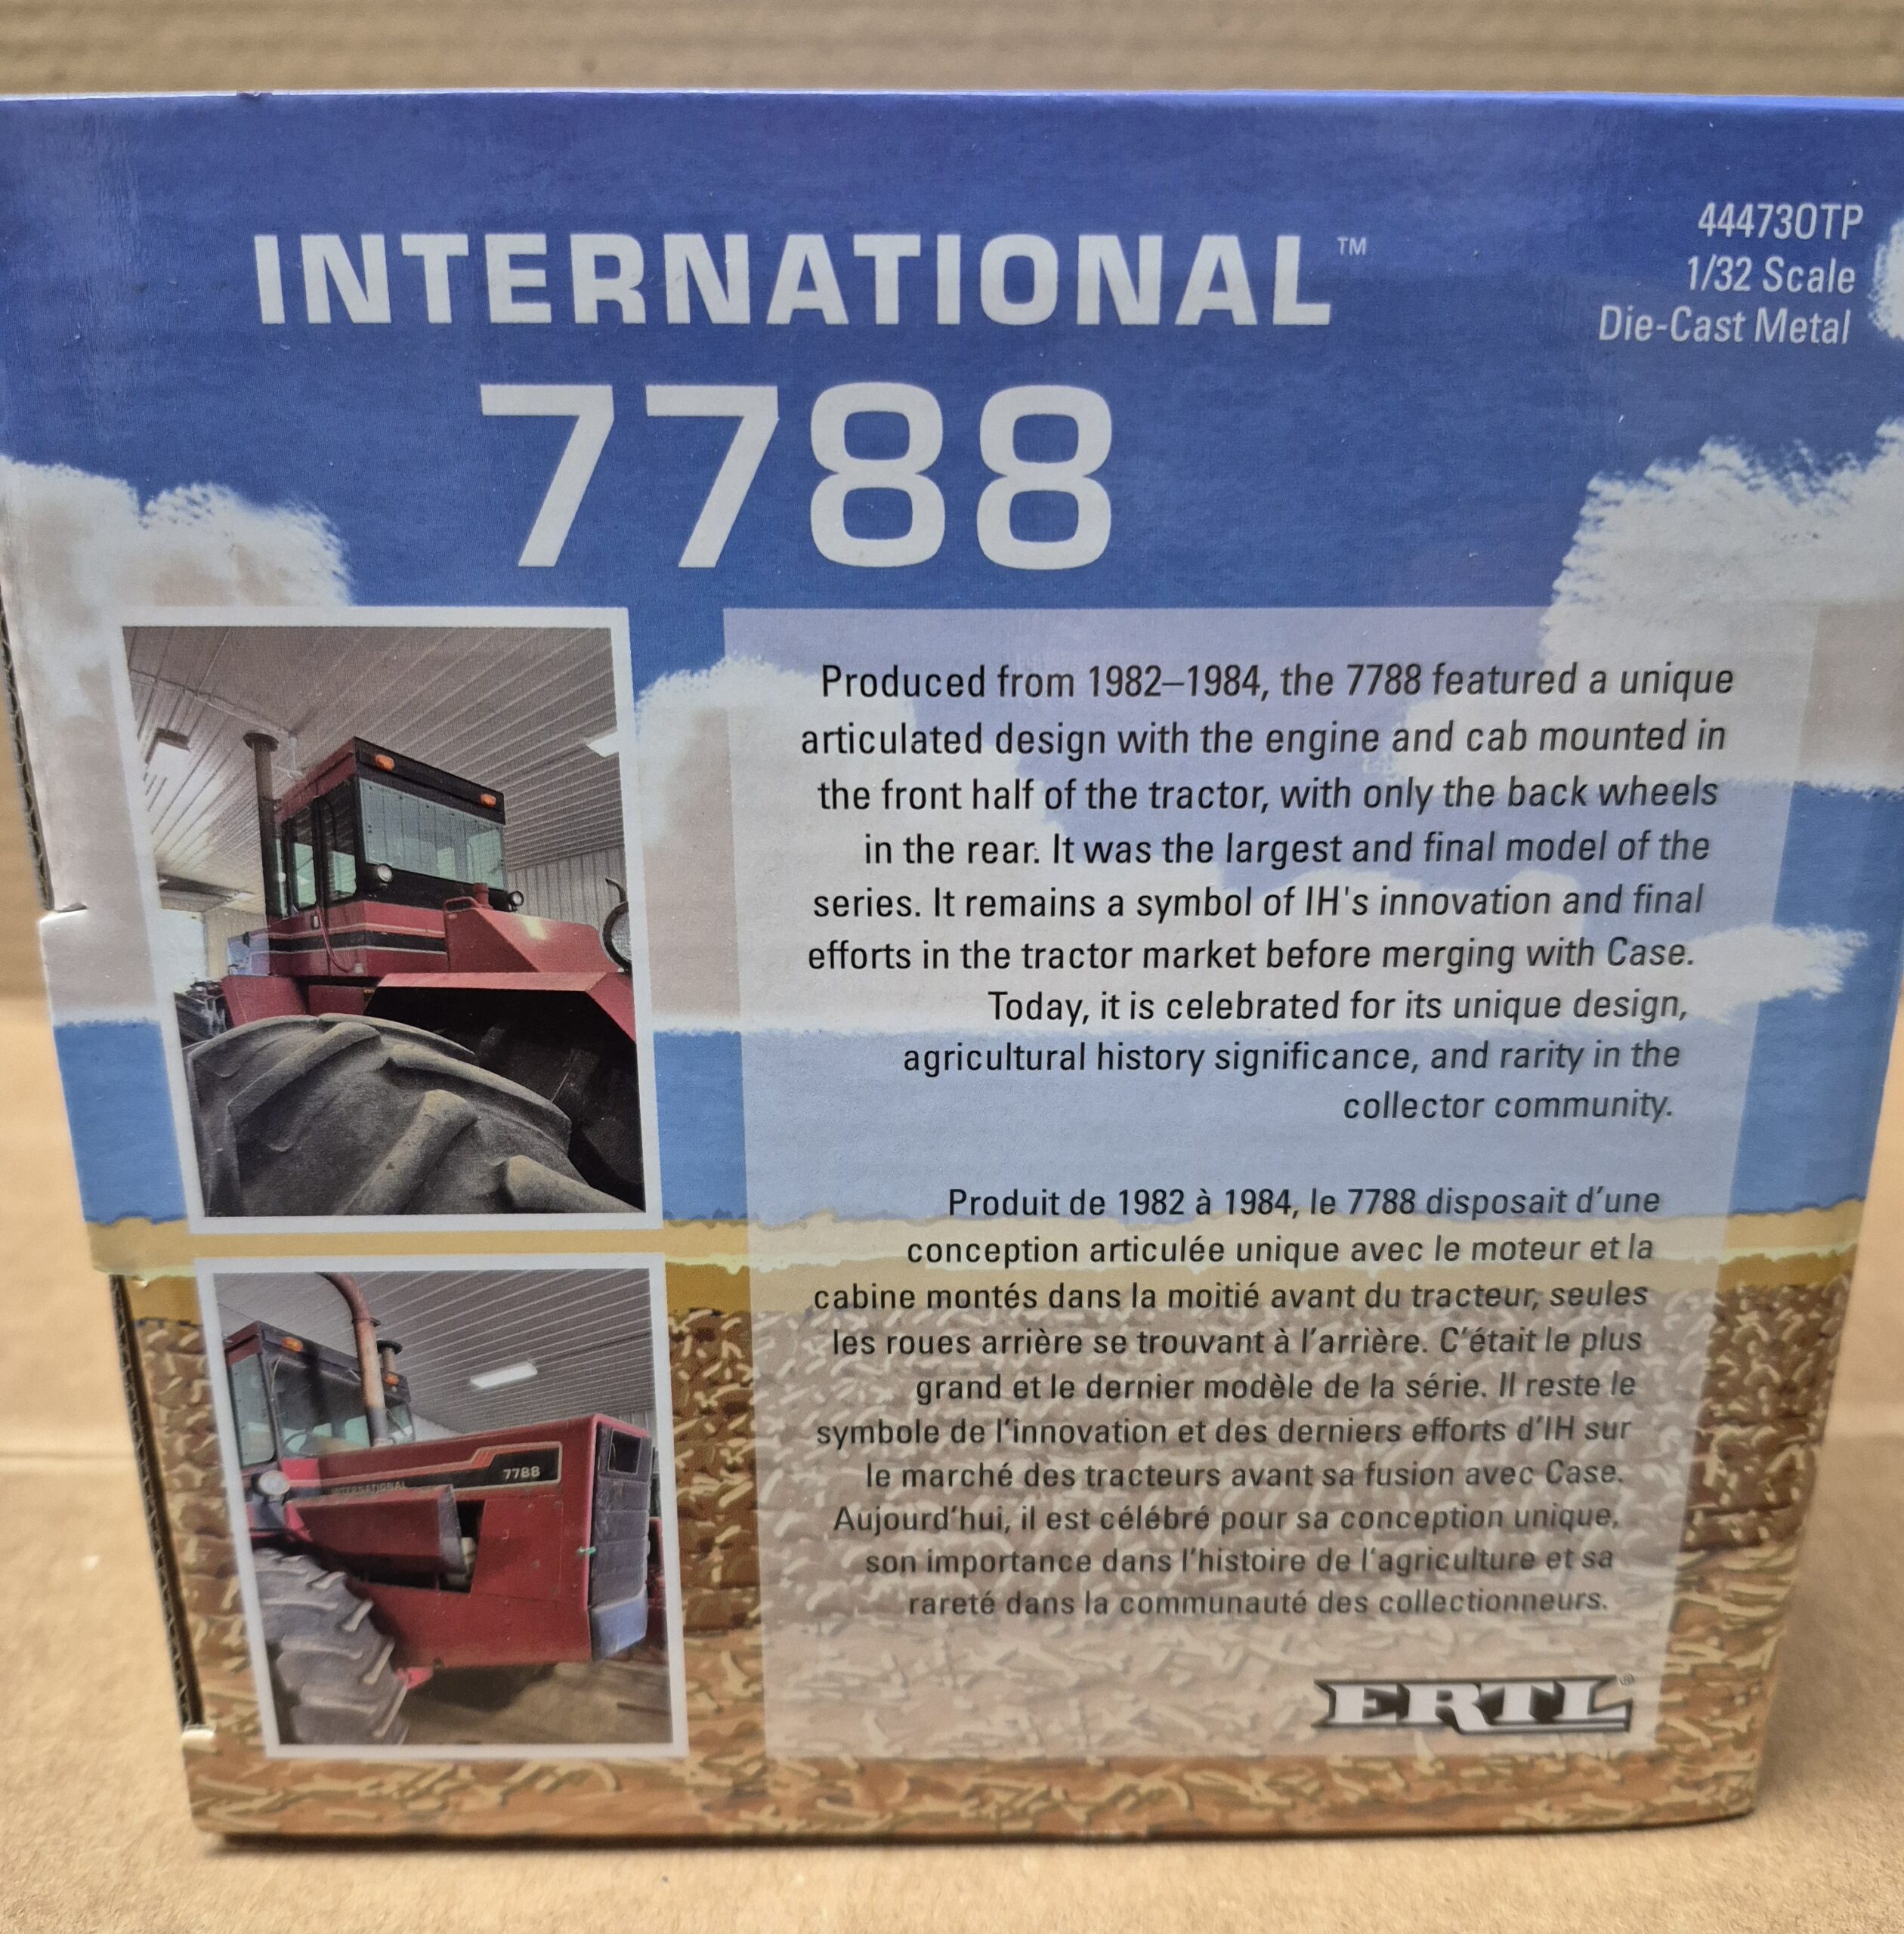 INTERNATIONAL™
7788
44473OTP
1/32 Scale
Die-Cast Metal
Produced from 1982–1984, the 7788 featured a unique
articulated design with the engine and cab mounted in
the front half of the tractor, with only the back wheels
in the rear. It was the largest and final model of the
series. It remains a symbol of IH's innovation and final
efforts in the tractor market before merging with Case.
Today, it is celebrated for its unique design,
agricultural history significance, and rarity in the
collector community.
Produit de 1982 à 1984, le 7788 disposait d’une
conception articulée unique avec le moteur et la
cabine montés dans la moitié avant du tracteur, seules
les roues arrière se trouvant à l’arrière. C’était le plus
grand et le dernier modèle de la série. Il reste le
symbole de l’innovation et des derniers efforts d’IH sur
le marché des tracteurs avant sa fusion avec Case.
Aujourd’hui, il est célébré pour sa conception unique,
son importance dans l’histoire de l’agriculture et sa
rareté dans la communauté des collectionneurs.
INTERNATIONAL 7788
ERTL®